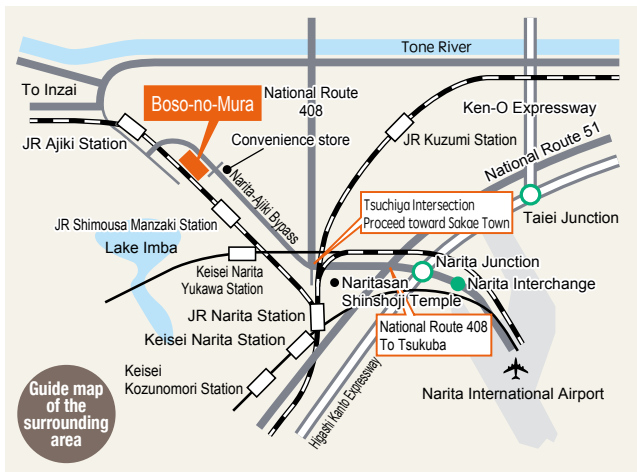 Tone River
To Inzai
National Route
408
Boso-no-Mura
Ken-O Expressway
Convenience store
JR Ajiki Station
JR Kuzumi Station
National Route 51
Narita-Ajiki Bypass
Tsuchiya Intersection
Proceed toward Sakae Town
Taiei Junction
JR Shimousa Manzaki Station
Lake Imba
Keisei Narita
Yukawa Station
Narita Junction
Naritasan
Shinshoji Temple
Narita Interchange
JR Narita Station
National Route 408
To Tsukuba
Keisei Narita Station
Keisei
Kozunomori Station
Higashi Kanto Expressway
Narita International Airport
Guide map
of the
surrounding
area